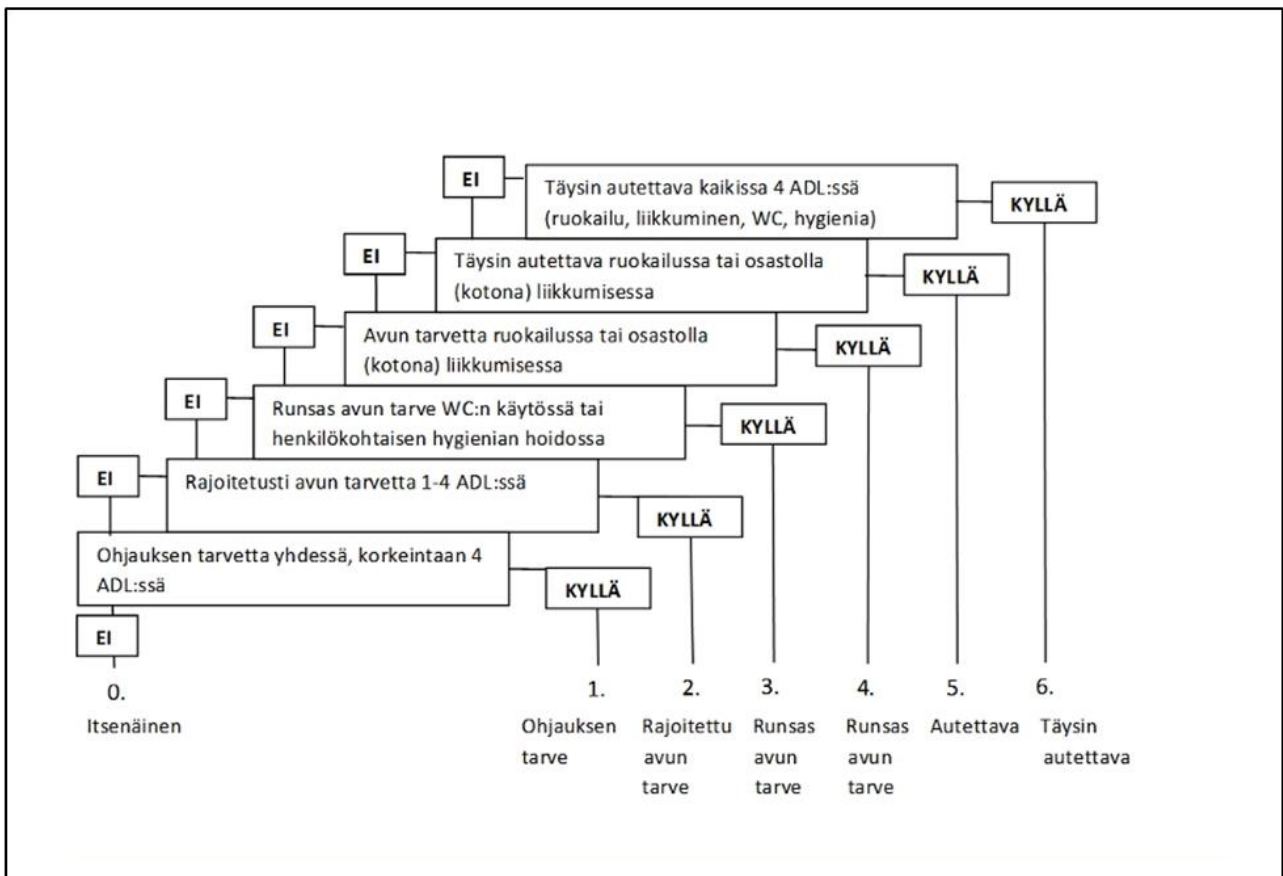 EI
Täysin autettava kaikissa 4 ADL:ssä
(ruokailu, liikkuminen, WC, hygienia)
KYLLÄ
EI
Täysin autettava ruokailussa tai osastolla
(kotona) liikkumisessa
KYLLÄ
EI
Avun tarvetta ruokailussa tai osastolla
(kotona) liikkumisessa
KYLLÄ
EI
Runsas avun tarve WC:n käytössä tai
henkilökohtaisen hygienian hoidossa
KYLLÄ
EI
Rajoitetusti avun tarvetta 1-4 ADL:ssä
KYLLÄ
Ohjauksen tarvetta yhdessä, korkeintaan 4
ADL:ssä
KYLLÄ
EI
0.
Itsenäinen
1.
Ohjauksen
tarve
2.
Rajoitettu
avun
tarve
3.
Runsas
avun
tarve
4.
Runsas
avun
tarve
5.
Autettava
6.
Täysin
autettava